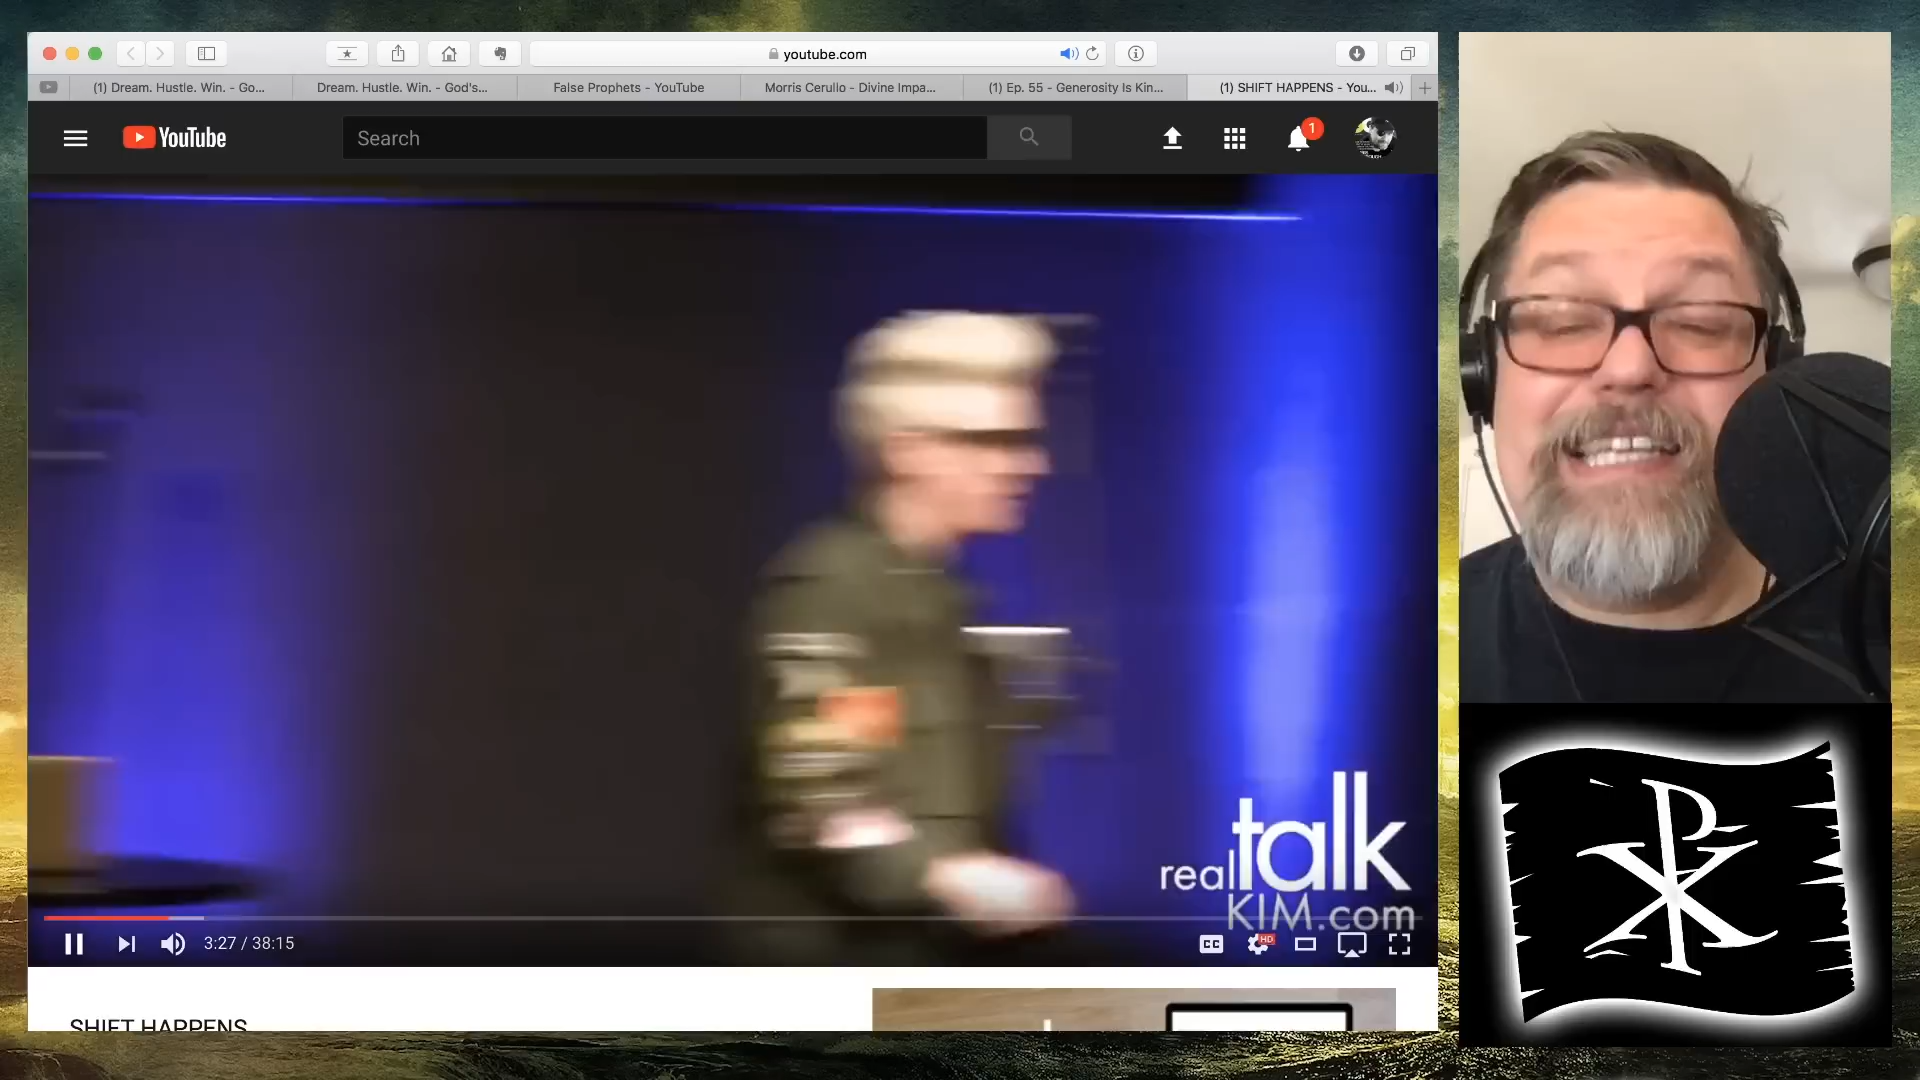 youtube.com
(1) Dream. Hustle. Win. - Go...
Dream. Hustle. Win. - God's...
False Prophets - YouTube
Morris Cerullo - Divine Impa...
(1) Ep. 55 - Generosity Is Kin...
(1) SHIFT HAPPENS - You...
YouTube
Search
1
real talk
KIM.com
3:27 / 38:15
CC
HD
SHIFT HAPPENS